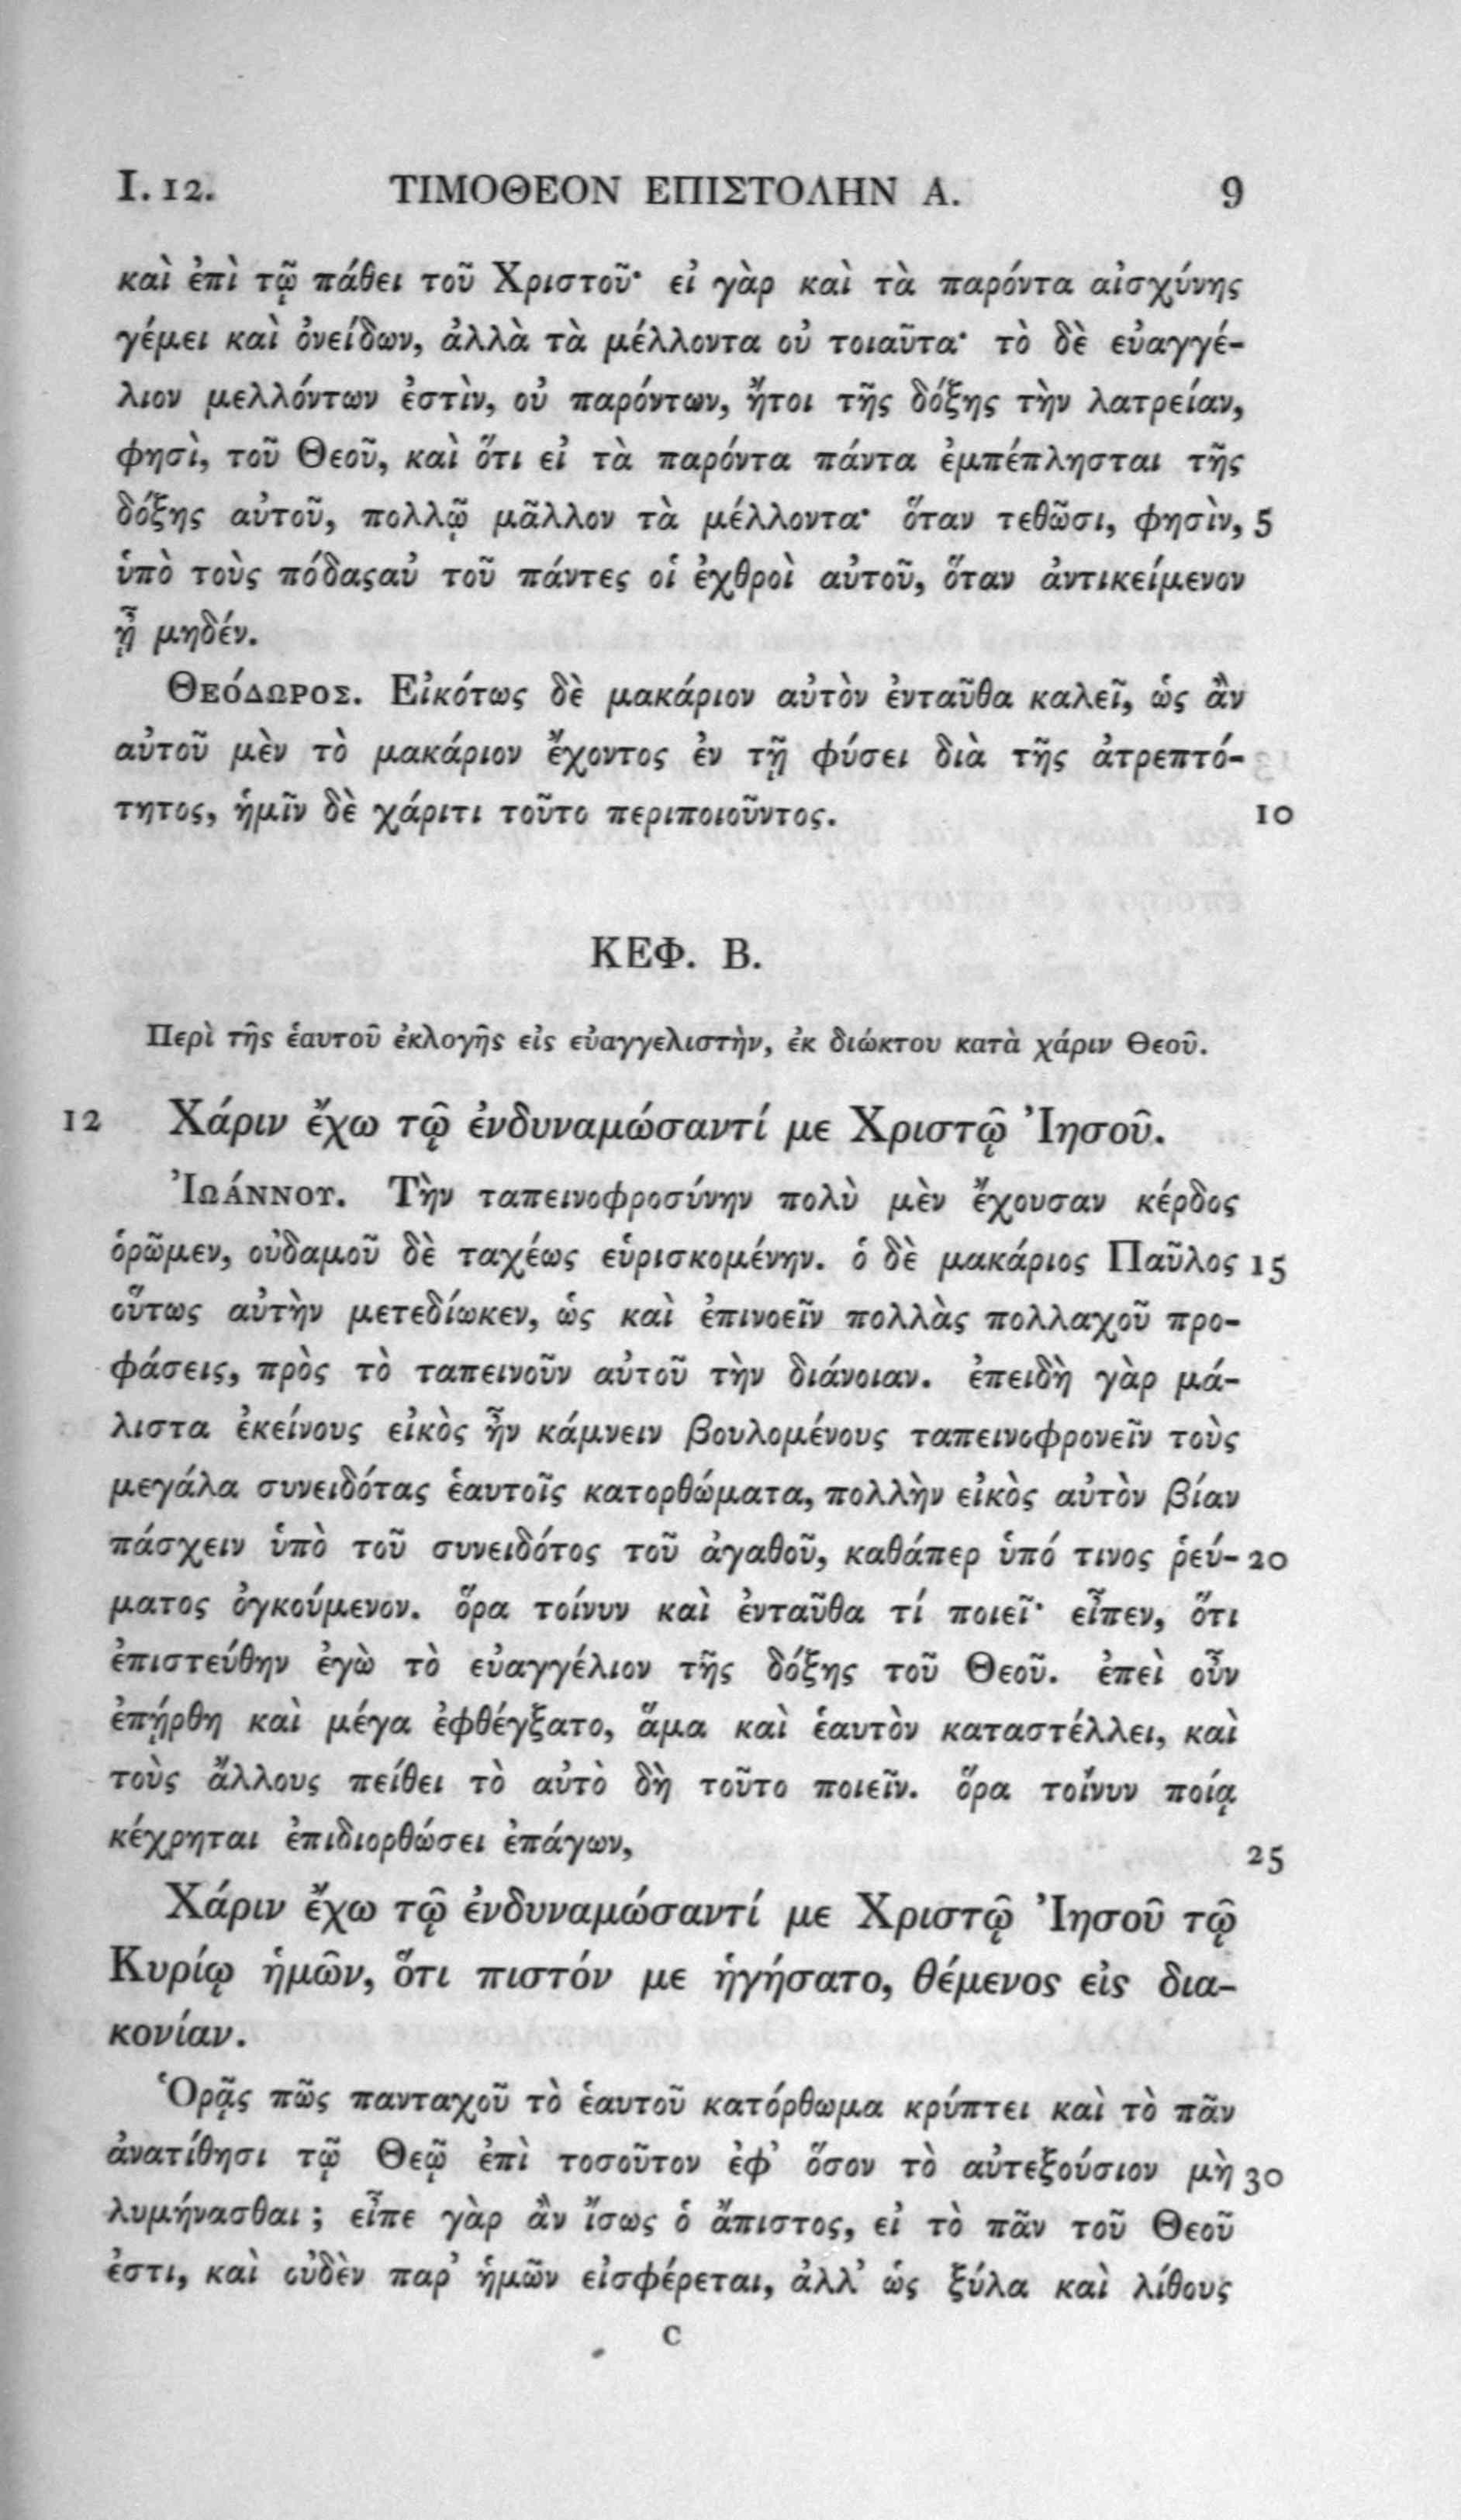 I. 12. ΤΙΜΟΘΕΟΝ ΕΠΙΣΤΟΛΗΝ Α. 9
καὶ ἐπὶ τῷ πάθει τοῦ Χριστοῦ· εἰ γὰρ καὶ τὰ παρόντα αἰσχύνης
γέμει καὶ ὀνείδων, ἀλλὰ τὰ μέλλοντα οὐ τοιαῦτα· τὸ δὲ εὐαγγέ-
λιον μελλόντων ἐστὶν, οὐ παρόντων, ἤτοι τῆς δόξης τὴν λατρείαν,
φησὶ, τοῦ Θεοῦ, καὶ ὅτι εἰ τὰ παρόντα πάντα ἐμπέπλησται τῆς
δόξης αὐτοῦ, πολλῷ μᾶλλον τὰ μέλλοντα· ὅταν τεθῶσι, φησὶν, 5
ὑπὸ τοὺς πόδαςαὐ τοῦ πάντες οἱ ἐχθροὶ αὐτοῦ, ὅταν ἀντικείμενον
ᾖ μηδέν.
ΘΕΌΔΩΡΟΣ. Εἰκότως δὲ μακάριον αὐτὸν ἐνταῦθα καλεῖ, ὡς ἂν
αὐτοῦ μὲν τὸ μακάριον ἔχοντος ἐν τῇ φύσει διὰ τῆς ἀτρεπτό-
τητος, ἡμῖν δὲ χάριτι τοῦτο περιποιοῦντος. 10
ΚΕΦ. Β.
Περὶ τῆς ἑαυτοῦ ἐκλογῆς εἰς εὐαγγελιστὴν, ἐκ διώκτου κατὰ χάριν Θεοῦ.
12 Χάριν ἔχω τῷ ἐνδυναμώσαντί με Χριστῷ Ἰησοῦ.
ἸΩΆΝΝΟΥ. Τὴν ταπεινοφροσύνην πολὺ μὲν ἔχουσαν κέρδος
ὁρῶμεν, οὐδαμοῦ δὲ ταχέως εὑρισκομένην. ὁ δὲ μακάριος Παῦλος 15
οὕτως αὐτὴν μετεδίωκεν, ὡς καὶ ἐπινοεῖν πολλὰς πολλαχοῦ προ-
φάσεις, πρὸς τὸ ταπεινοῦν αὐτοῦ τὴν διάνοιαν. ἐπειδὴ γὰρ μά-
λιστα ἐκείνους εἰκὸς ἦν κάμνειν βουλομένους ταπεινοφρονεῖν τοὺς
μεγάλα συνειδότας ἑαυτοῖς κατορθώματα, πολλὴν εἰκὸς αὐτὸν βίαν
πάσχειν ὑπὸ τοῦ συνειδότος τοῦ ἀγαθοῦ, καθάπερ ὑπό τινος ῥεύ- 20
ματος ὀγκούμενον. ὅρα τοίνυν καὶ ἐνταῦθα τί ποιεῖ· εἶπεν, ὅτι
ἐπιστεύθην ἐγὼ τὸ εὐαγγέλιον τῆς δόξης τοῦ Θεοῦ. ἐπεὶ οὖν
ἐπῄρθη καὶ μέγα ἐφθέγξατο, ἅμα καὶ ἑαυτὸν καταστέλλει, καὶ
τοὺς ἄλλους πείθει τὸ αὐτὸ δὴ τοῦτο ποιεῖν. ὅρα τοίνυν ποίᾳ
κέχρηται ἐπιδιορθώσει ἐπάγων, 25
Χάριν ἔχω τῷ ἐνδυναμώσαντί με Χριστῷ Ἰησοῦ τῷ
Κυρίῳ ἡμῶν, ὅτι πιστόν με ἡγήσατο, θέμενος εἰς δια-
κονίαν.
Ὁρᾷς πῶς πανταχοῦ τὸ ἑαυτοῦ κατόρθωμα κρύπτει καὶ τὸ πᾶν
ἀνατίθησι τῷ Θεῷ ἐπὶ τοσοῦτον ἐφ᾽ ὅσον τὸ αὐτεξούσιον μὴ 30
λυμήνασθαι ; εἶπε γὰρ ἂν ἴσως ὁ ἄπιστος, εἰ τὸ πᾶν τοῦ Θεοῦ
ἐστι, καὶ οὐδὲν παρ᾽ ἡμῶν εἰσφέρεται, ἀλλ᾽ ὡς ξύλα καὶ λίθους
C